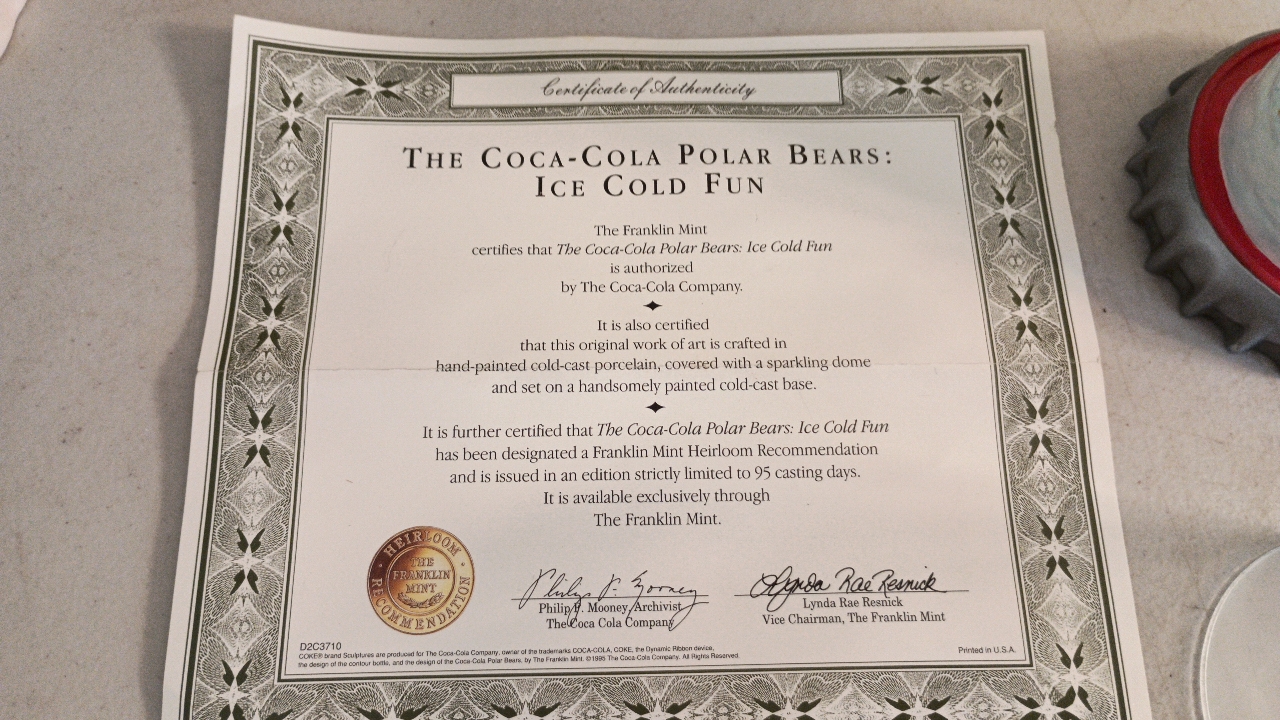 Certificate of Authenticity
THE COCA-COLA POLAR BEARS:
ICE COLD FUN
The Franklin Mint
certifies that The Coca-Cola Polar Bears: Ice Cold Fun
is authorized
by The Coca-Cola Company.
It is also certified
that this original work of art is crafted in
hand-painted cold-cast porcelain, covered with a sparkling dome
and set on a handsomely painted cold-cast base.
It is further certified that The Coca-Cola Polar Bears: Ice Cold Fun
has been designated a Franklin Mint Heirloom Recommendation
and is issued in an edition strictly limited to 95 casting days.
It is available exclusively through
The Franklin Mint.
HEIRLOOM
RECOMMENDATION
THE
FRANKLIN
MINT
Philip F. Mooney
Philip F. Mooney, Archivist
The Coca Cola Company
Lynda Rae Resnick
Lynda Rae Resnick
Vice Chairman, The Franklin Mint
D2C3710
COKE® brand Sculptures are produced for The Coca-Cola Company, owner of the trademarks COCA-COLA, COKE, the Dynamic Ribbon device,
the design of the contour bottle, and the design of the Coca-Cola Polar Bears, by The Franklin Mint. ©1995 The Coca-Cola Company. All Rights Reserved.
Printed in U.S.A.